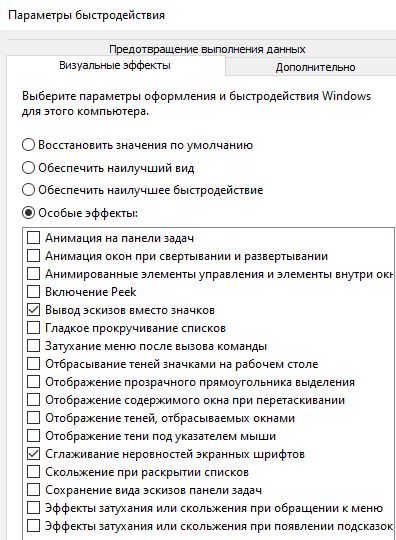 Параметры быстродействия
Предотвращение выполнения данных
Визуальные эффекты
Дополнительно
Выберите параметры оформления и быстродействия Windows
для этого компьютера.
Восстановить значения по умолчанию
Обеспечить наилучший вид
Обеспечить наилучшее быстродействие
Особые эффекты:
Анимация на панели задач
Анимация окон при свертывании и развертывании
Анимированные элементы управления и элементы внутри окн
Включение Peek
Вывод эскизов вместо значков
Гладкое прокручивание списков
Затухание меню после вызова команды
Отбрасывание теней значками на рабочем столе
Отображение прозрачного прямоугольника выделения
Отображение содержимого окна при перетаскивании
Отображение теней, отбрасываемых окнами
Отображение тени под указателем мыши
Сглаживание неровностей экранных шрифтов
Скольжение при раскрытии списков
Сохранение вида эскизов панели задач
Эффекты затухания или скольжения при обращении к меню
Эффекты затухания или скольжения при появлении подсказок